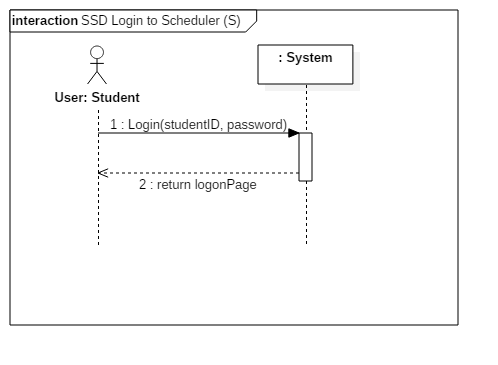 interaction SSD Login to Scheduler (S)
: System
User: Student
1 : Login(studentID, password)
2 : return logonPage